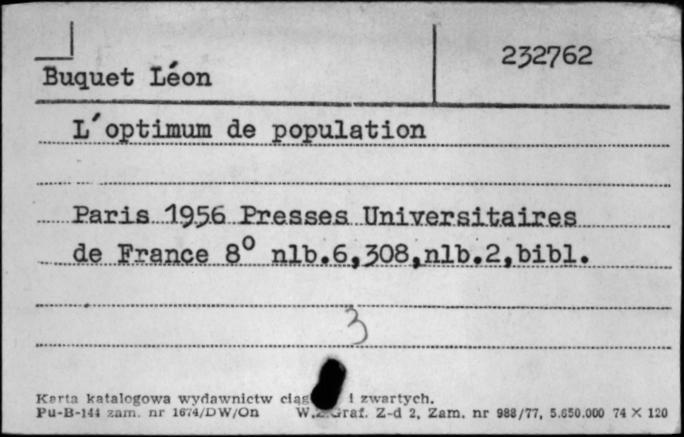 232762
Buquet Léon
L'optimum de population
Paris 1956 Presses Universitaires
de France 8° nlb.6,308,nlb.2,bibl.
3
Karta katalogowa wydawnictw ciąg i zwartych.
Pu-B-144 zam. nr 1674/DW/On W.Z.Graf. Z-d 2, Zam. nr 988/77, 5.650.000 74 X 120